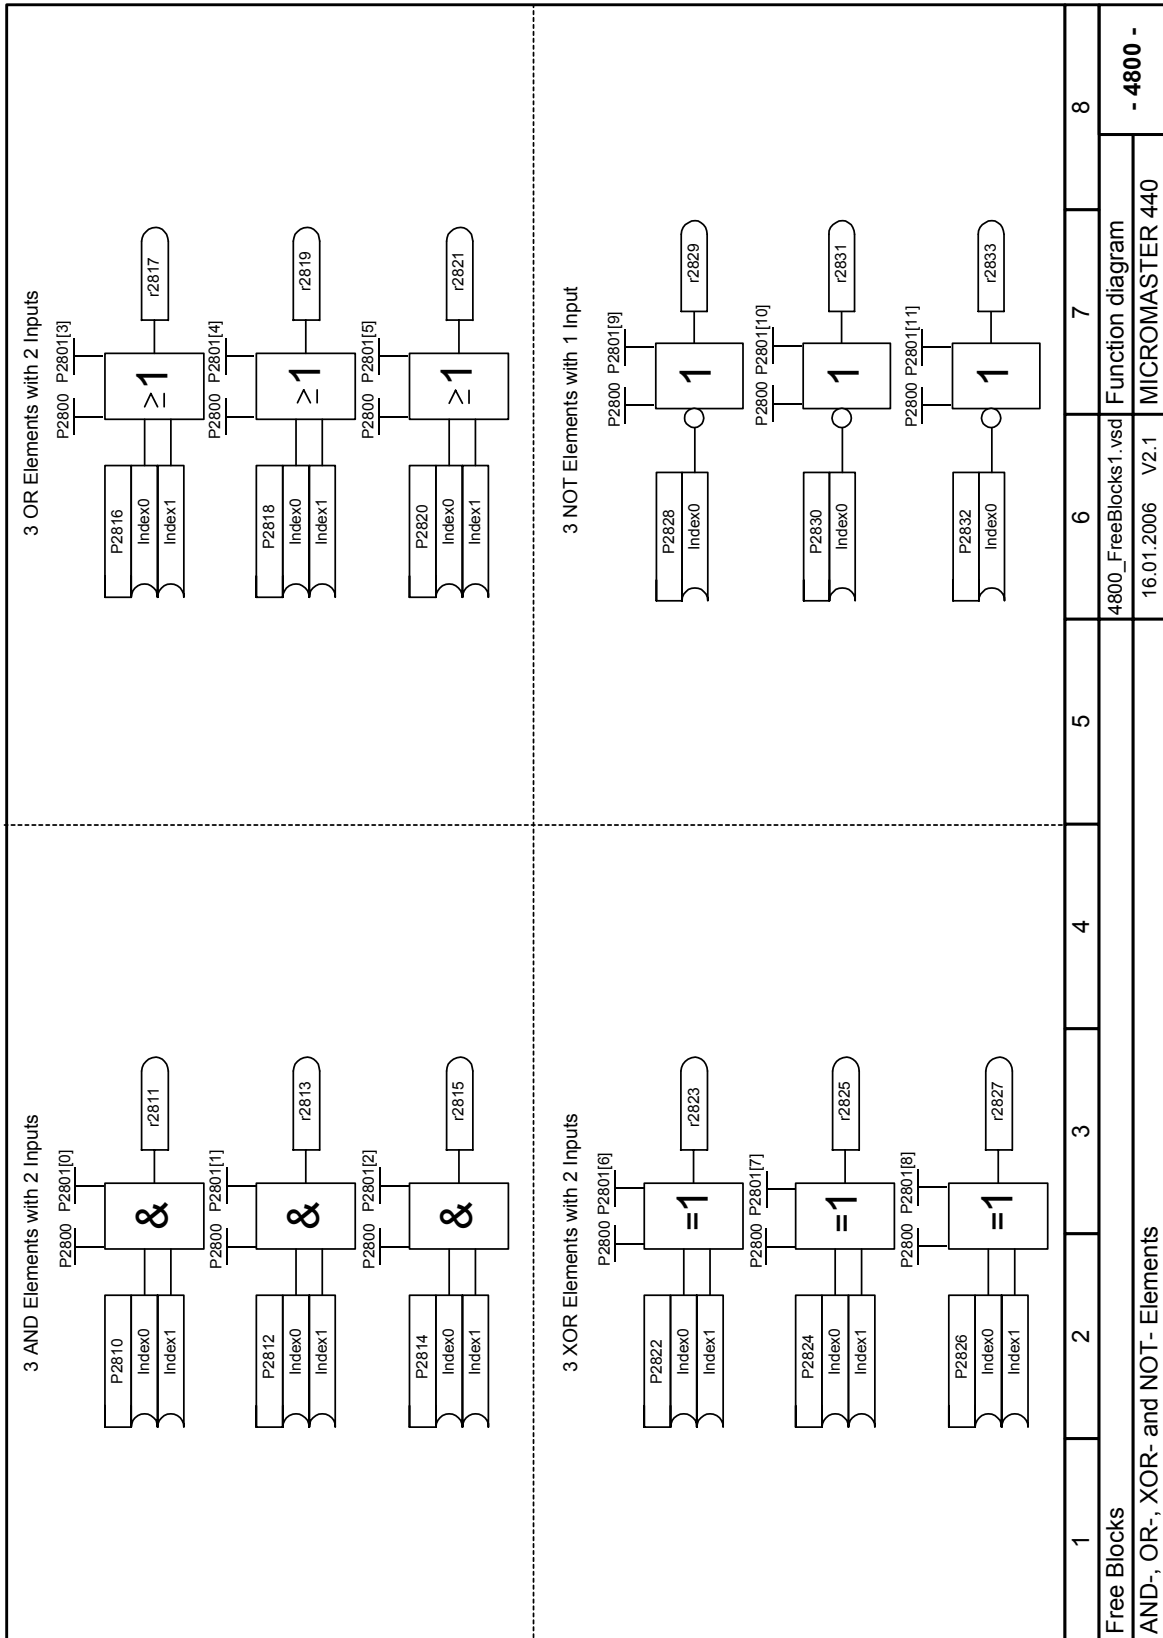 3 AND Elements with 2 Inputs
P2800 P2801[0]
P2810
Index0
Index1
&
r2811
P2800 P2801[1]
P2812
Index0
Index1
&
r2813
P2800 P2801[2]
P2814
Index0
Index1
&
r2815
3 OR Elements with 2 Inputs
P2800 P2801[3]
P2816
Index0
Index1
≥1
r2817
P2800 P2801[4]
P2818
Index0
Index1
≥1
r2819
P2800 P2801[5]
P2820
Index0
Index1
≥1
r2821
3 XOR Elements with 2 Inputs
P2800 P2801[6]
P2822
Index0
Index1
=1
r2823
P2800 P2801[7]
P2824
Index0
Index1
=1
r2825
P2800 P2801[8]
P2826
Index0
Index1
=1
r2827
3 NOT Elements with 1 Input
P2800 P2801[9]
P2828
Index0
1
r2829
P2800 P2801[10]
P2830
Index0
1
r2831
P2800 P2801[11]
P2832
Index0
1
r2833
1 2 3 4 5 6 7 8
Free Blocks 4800_FreeBlocks1.vsd Function diagram
AND-, OR-, XOR- and NOT- Elements 16.01.2006 V2.1 MICROMASTER 440
- 4800 -